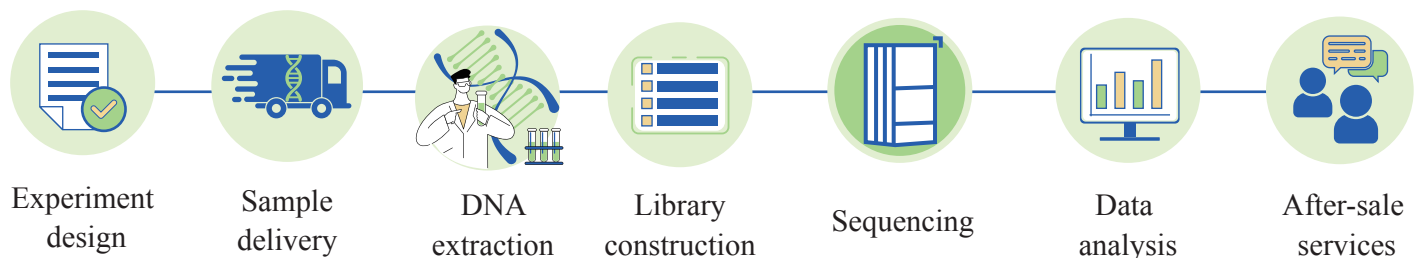 Experiment
design
Sample
delivery
DNA
extraction
Library
construction
Sequencing
Data
analysis
After-sale
services